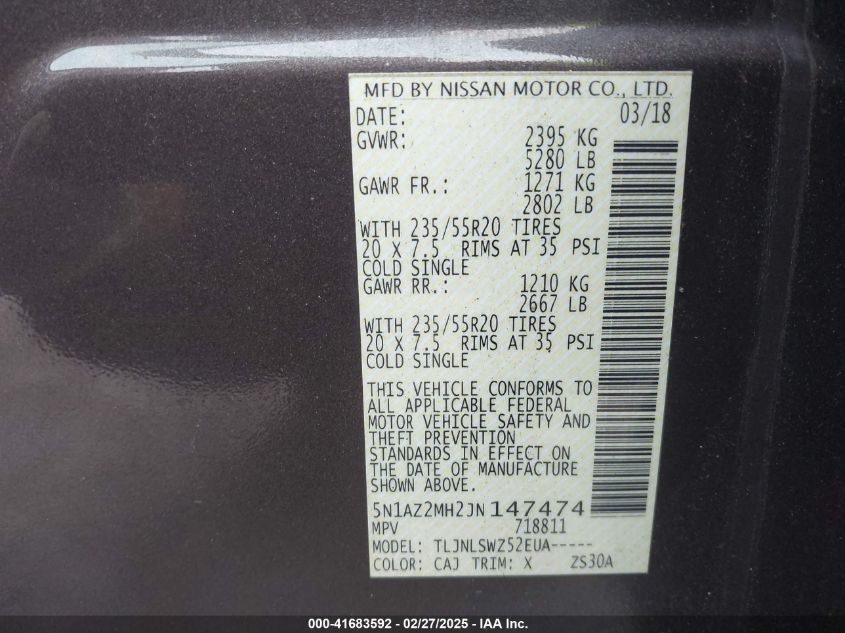 MFD BY NISSAN MOTOR CO., LTD.
DATE: 03/18
GVWR: 2395 KG
5280 LB
GAWR FR.: 1271 KG
2802 LB
WITH 235/55R20 TIRES
20 X 7.5 RIMS AT 35 PSI
COLD SINGLE
GAWR RR.: 1210 KG
2667 LB
WITH 235/55R20 TIRES
20 X 7.5 RIMS AT 35 PSI
COLD SINGLE
THIS VEHICLE CONFORMS TO
ALL APPLICABLE FEDERAL
MOTOR VEHICLE SAFETY AND
THEFT PREVENTION
STANDARDS IN EFFECT ON
THE DATE OF MANUFACTURE
SHOWN ABOVE.
5N1AZ2MH2JN147474
MPV 718811
MODEL: TLJNLSWZ52EUA-----
COLOR: CAJ TRIM: X ZS30A
000-41683592 - 02/27/2025 - IAA Inc.